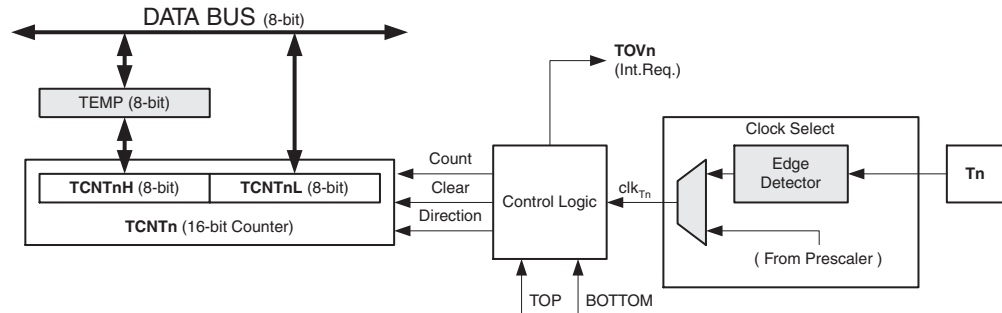 DATA BUS (8-bit)
TEMP (8-bit)
TCNTnH (8-bit)
TCNTnL (8-bit)
TCNTn (16-bit Counter)
Count
Clear
Direction
TOVn
(Int.Req.)
Control Logic
TOP
BOTTOM
clkTn
Clock Select
Edge
Detector
( From Prescaler )
Tn